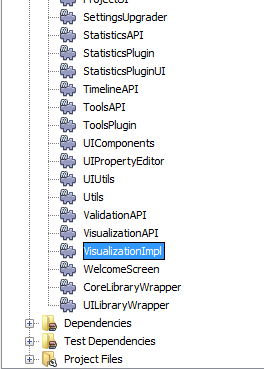 ProjectUI
SettingsUpgrader
StatisticsAPI
StatisticsPlugin
StatisticsPluginUI
TimelineAPI
ToolsAPI
ToolsPlugin
UIComponents
UIPropertyEditor
UIUtils
Utils
ValidationAPI
VisualizationAPI
VisualizationImpl
WelcomeScreen
CoreLibraryWrapper
UILibraryWrapper
Dependencies
Test Dependencies
Project Files